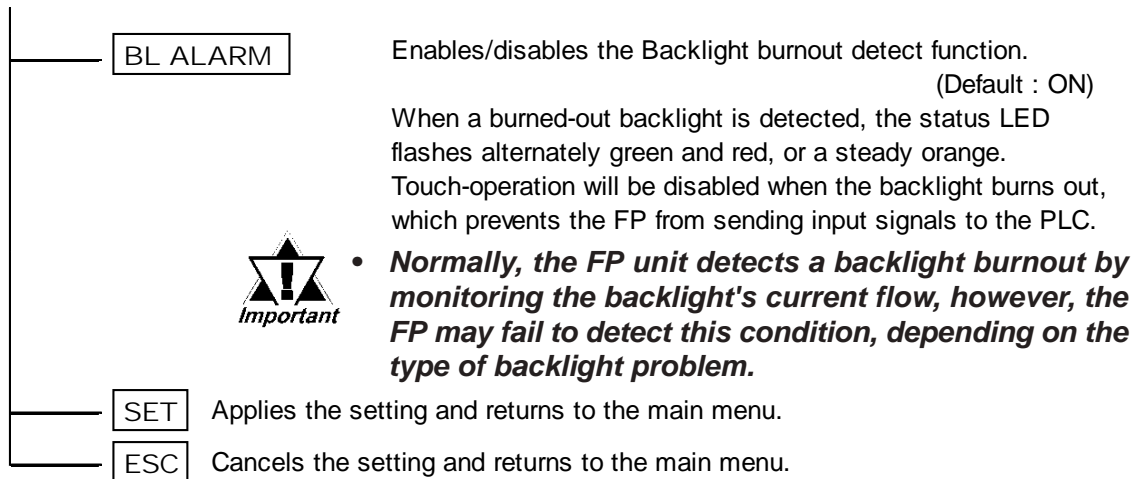 BL ALARM
Enables/disables the Backlight burnout detect function.
(Default : ON)
When a burned-out backlight is detected, the status LED
flashes alternately green and red, or a steady orange.
Touch-operation will be disabled when the backlight burns out,
which prevents the FP from sending input signals to the PLC.
Important
• Normally, the FP unit detects a backlight burnout by
monitoring the backlight's current flow, however, the
FP may fail to detect this condition, depending on the
type of backlight problem.
SET Applies the setting and returns to the main menu.
ESC Cancels the setting and returns to the main menu.